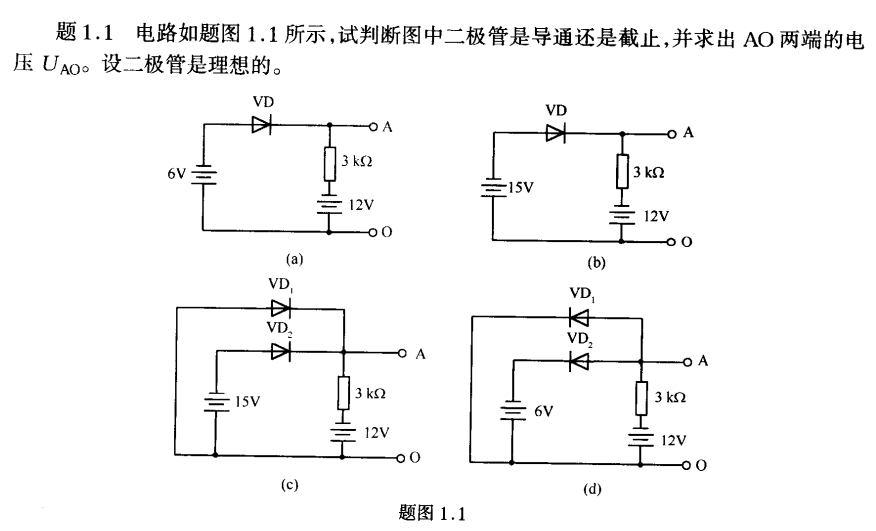 题1.1 电路如题图1.1所示,试判断图中二极管是导通还是截止,并求出AO两端的电
压 U_AO。设二极管是理想的。
VD
A
3 kΩ
6V
12V
O
(a)
VD
A
3 kΩ
15V
12V
O
(b)
VD₁
VD₂
A
3 kΩ
15V
12V
O
(c)
VD₁
VD₂
A
3 kΩ
6V
12V
O
(d)
题图1.1